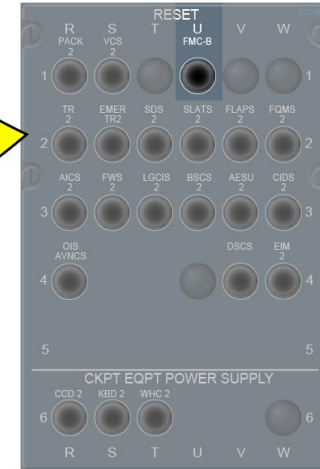 RESET
R S T U V W
PACK 2 VCS 2 FMC-B
1 1
TR 2 EMER TR2 SDS 2 SLATS 2 FLAPS 2 FQMS 2
2 2
AICS 2 FWS 2 LGCIS 2 BSCS 2 AESU 2 CIDS 2
3 3
OIS AVNCS DSCS EIM 2
4 4
5 5
CKPT EQPT POWER SUPPLY
CCD 2 KBD 2 WHC 2
6 6
R S T U V W